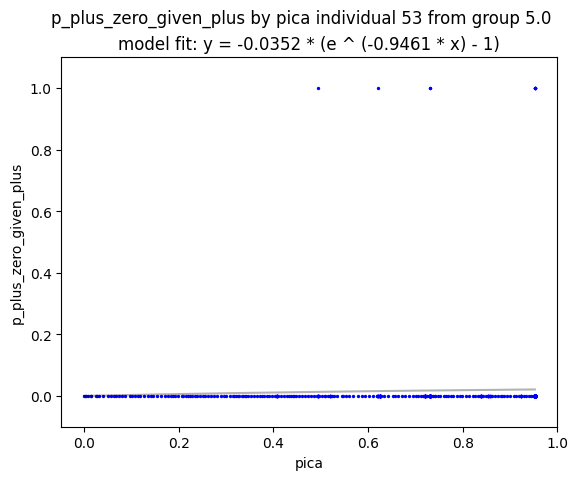 p_plus_zero_given_plus by pica individual 53 from group 5.0
model fit: y = -0.0352 * (e ^ (-0.9461 * x) - 1)
1.0
0.8
0.6
0.4
0.2
0.0
p_plus_zero_given_plus
0.0 0.2 0.4 0.6 0.8 1.0
pica